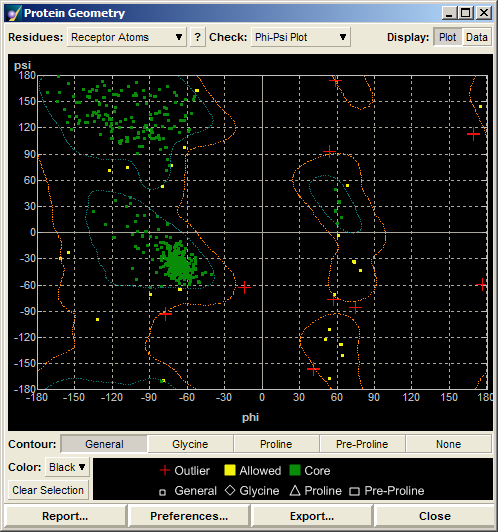 Protein Geometry
Residues: Receptor Atoms ? Check: Phi-Psi Plot Display: Plot Data
psi
180
150
120
90
60
30
0
-30
-60
-90
-120
-150
-180
-180 -150 -120 -90 -60 -30 0 30 60 90 120 150 180
phi
Contour: General Glycine Proline Pre-Proline None
Color: Black
Outlier Allowed Core
Clear Selection
General Glycine Proline Pre-Proline
Report... Preferences... Export... Close